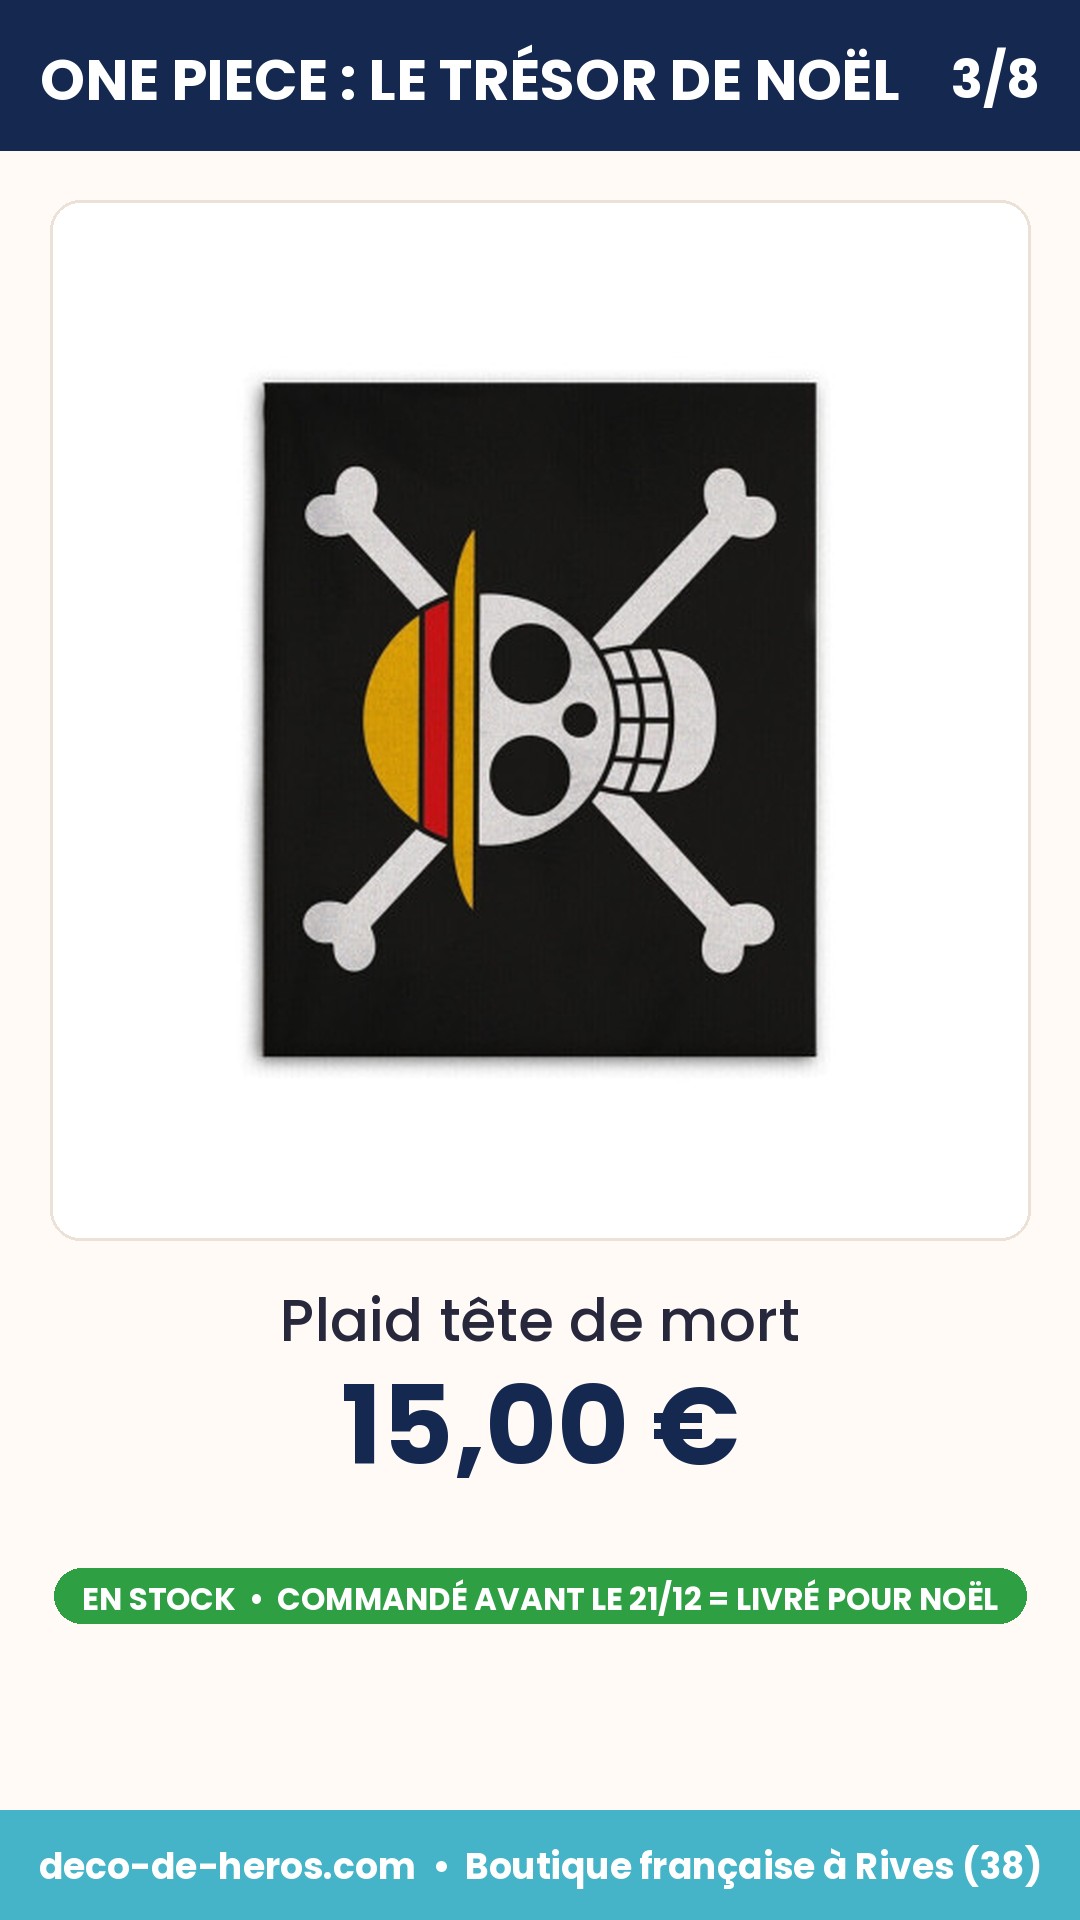 ONE PIECE : LE TRÉSOR DE NOËL 3/8
Plaid tête de mort
15,00 €
EN STOCK • COMMANDÉ AVANT LE 21/12 = LIVRÉ POUR NOËL
deco-de-heros.com • Boutique française à Rives (38)